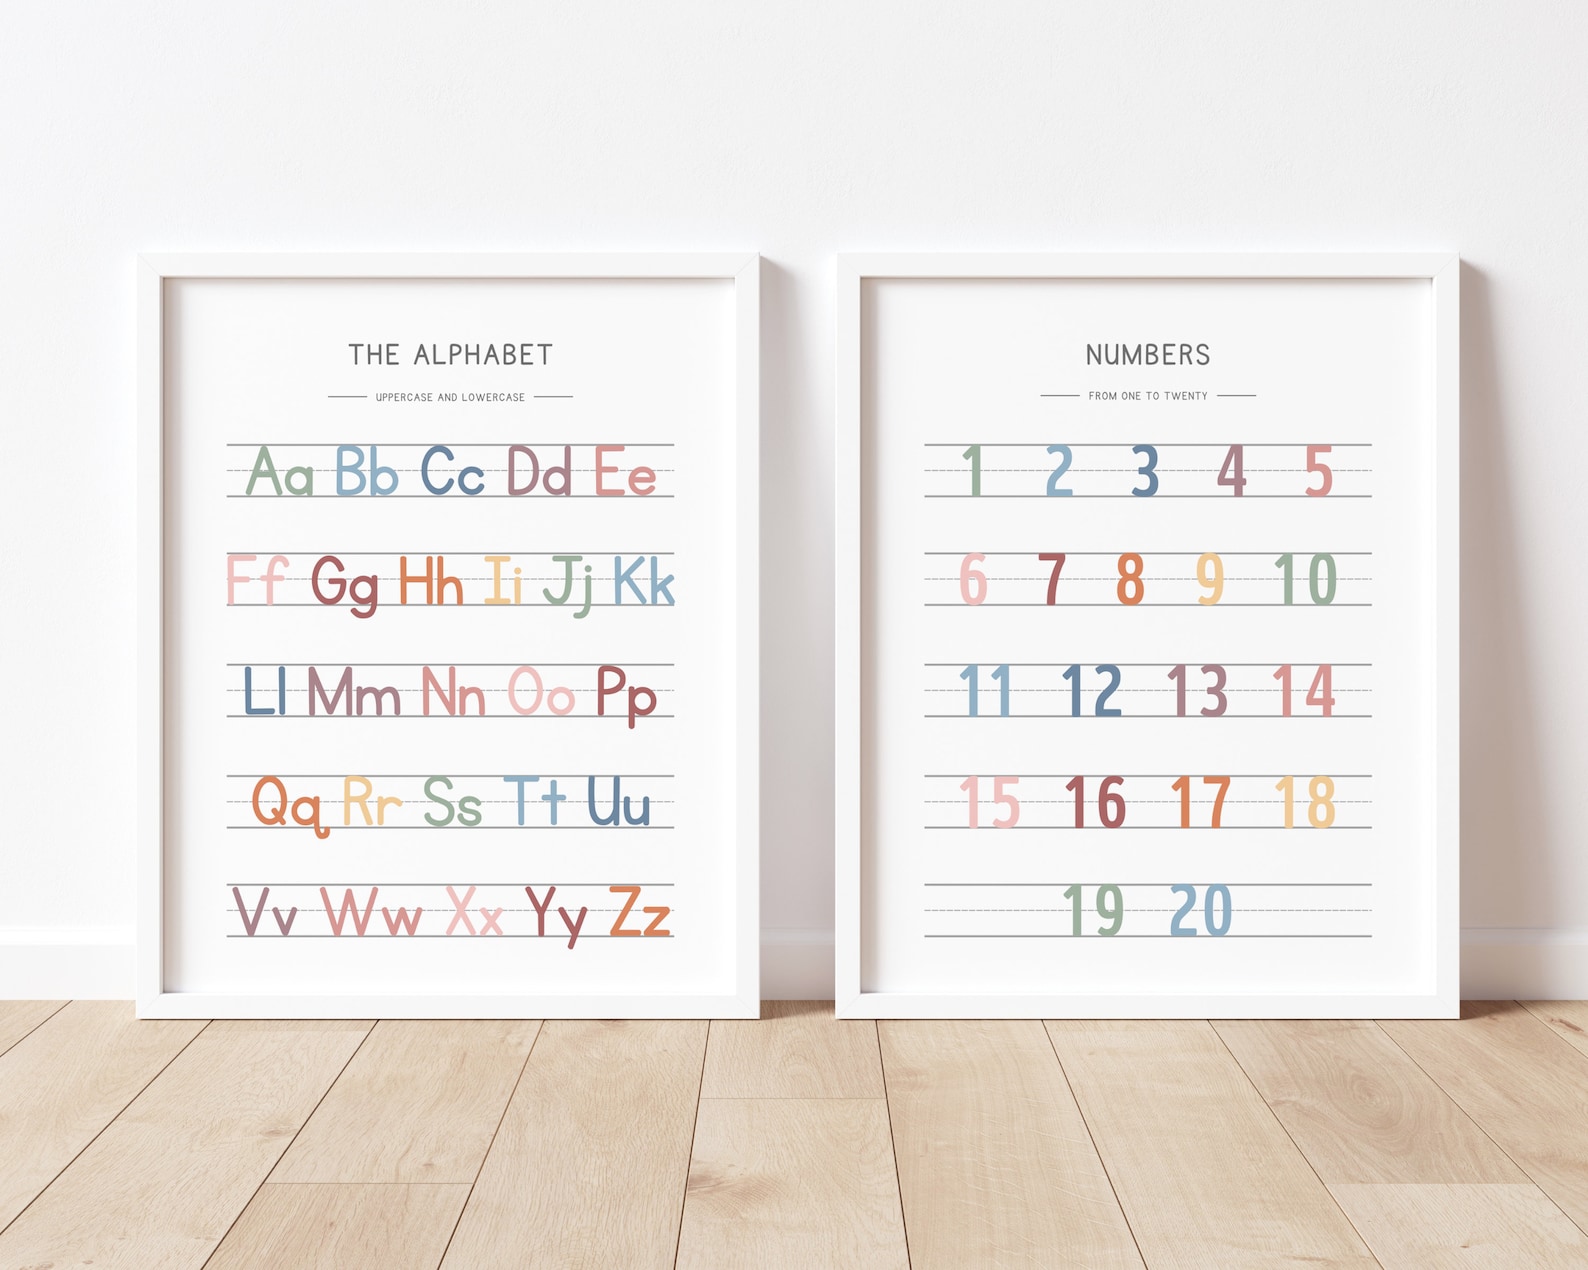 THE ALPHABET
UPPERCASE AND LOWERCASE
Aa Bb Cc Dd Ee
Ff Gg Hh Ii Jj Kk
Ll Mm Nn Oo Pp
Qq Rr Ss Tt Uu
Vv Ww Xx Yy Zz
NUMBERS
FROM ONE TO TWENTY
1 2 3 4 5
6 7 8 9 10
11 12 13 14
15 16 17 18
19 20